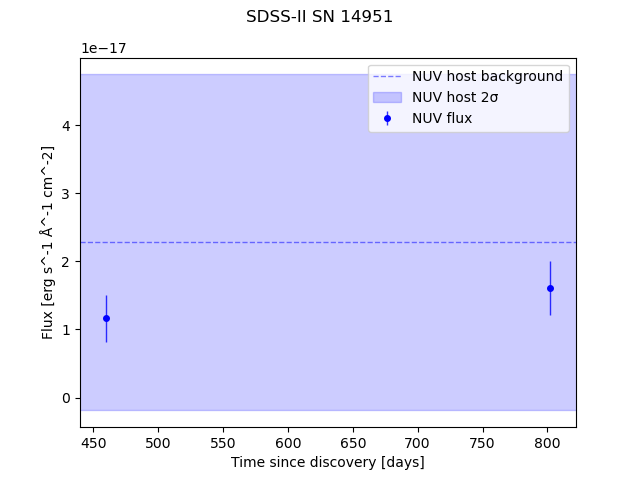 SDSS-II SN 14951
1e−17
NUV host background
NUV host 2σ
NUV flux
4
3
2
1
0
Flux [erg s^-1 Å^-1 cm^-2]
450 500 550 600 650 700 750 800
Time since discovery [days]